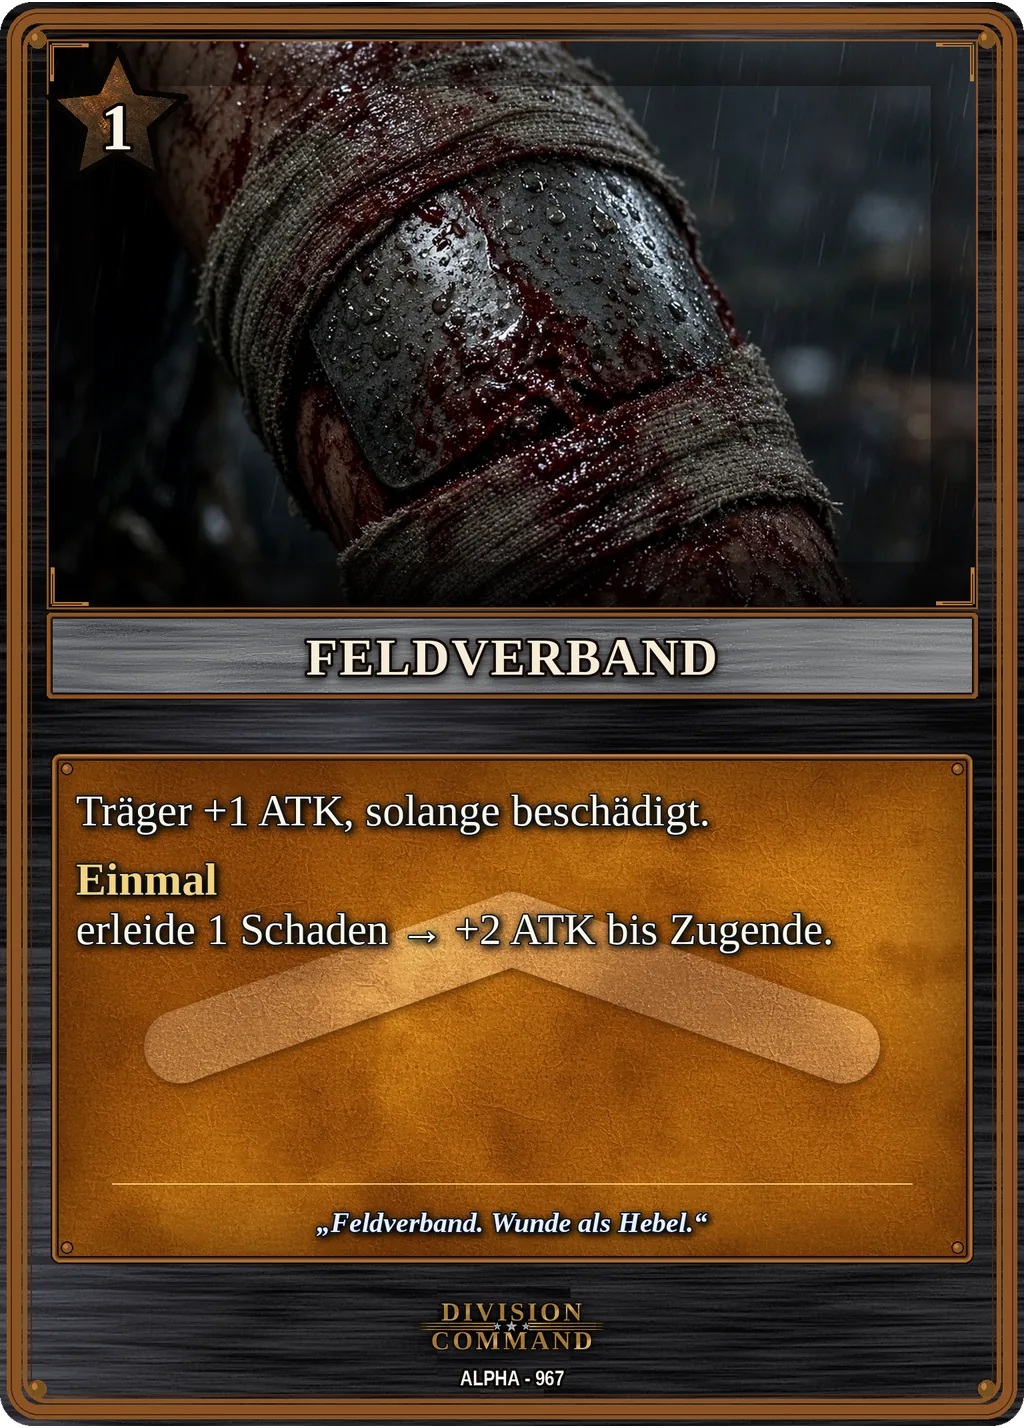 1
FELDVERBAND
Träger +1 ATK, solange beschädigt.
Einmal
erleide 1 Schaden → +2 ATK bis Zugende.
„Feldverband. Wunde als Hebel.“
DIVISION
COMMAND
ALPHA - 967